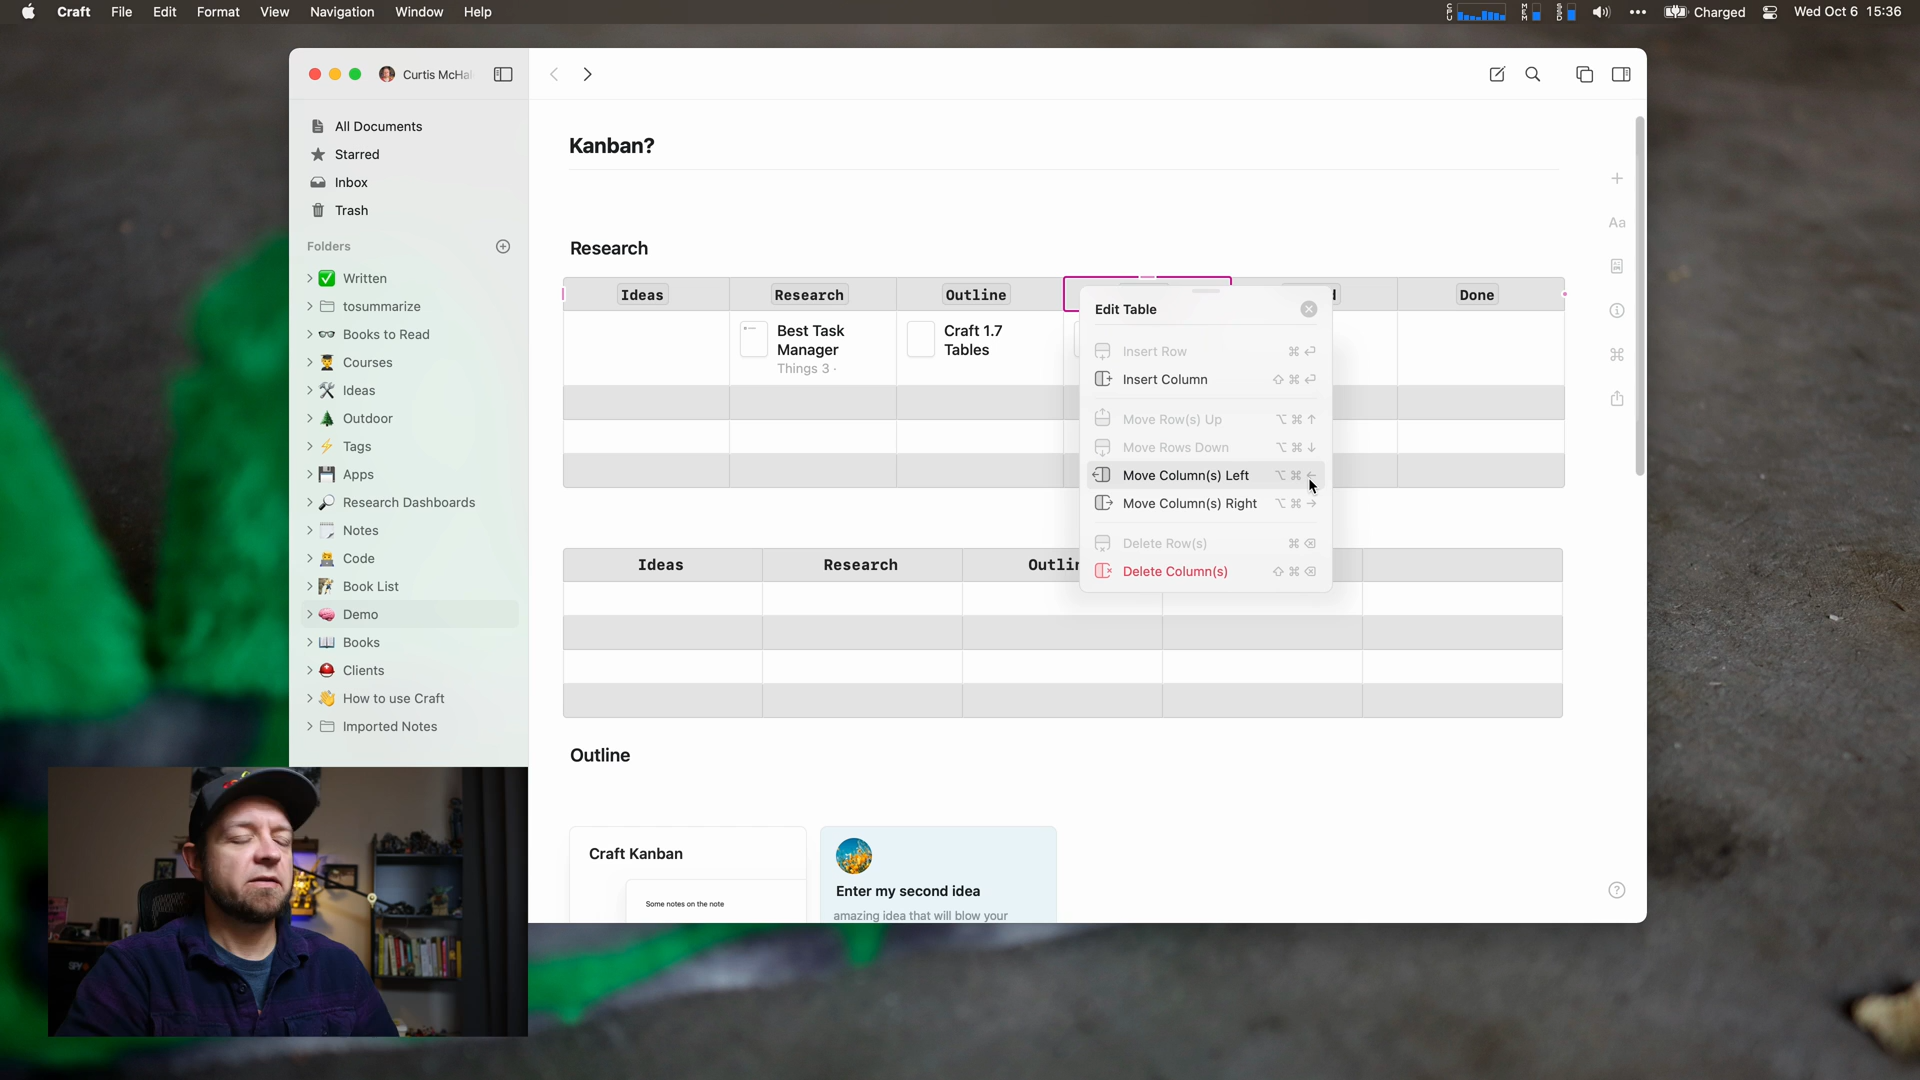 Craft File Edit Format View Navigation Window Help
CPU MEM SSD Charged Wed Oct 6 15:36
Curtis McHal
All Documents
Starred
Inbox
Trash
Folders
Written
tosummarize
Books to Read
Courses
Ideas
Outdoor
Tags
Apps
Research Dashboards
Notes
Code
Book List
Demo
Books
Clients
How to use Craft
Imported Notes
Kanban?
Research
Ideas Research Outline Done
Best Task
Manager
Things 3 ·
Craft 1.7
Tables
Edit Table
Insert Row ⌘ ↩
Insert Column ⇧ ⌘ ↩
Move Row(s) Up ⌥ ⌘ ↑
Move Rows Down ⌥ ⌘ ↓
Move Column(s) Left ⌥ ⌘ ←
Move Column(s) Right ⌥ ⌘ →
Delete Row(s) ⌘ ⌫
Delete Column(s) ⇧ ⌘ ⌫
Ideas Research Outlin
Outline
Craft Kanban
Some notes on the note
Enter my second idea
amazing idea that will blow your
Aa